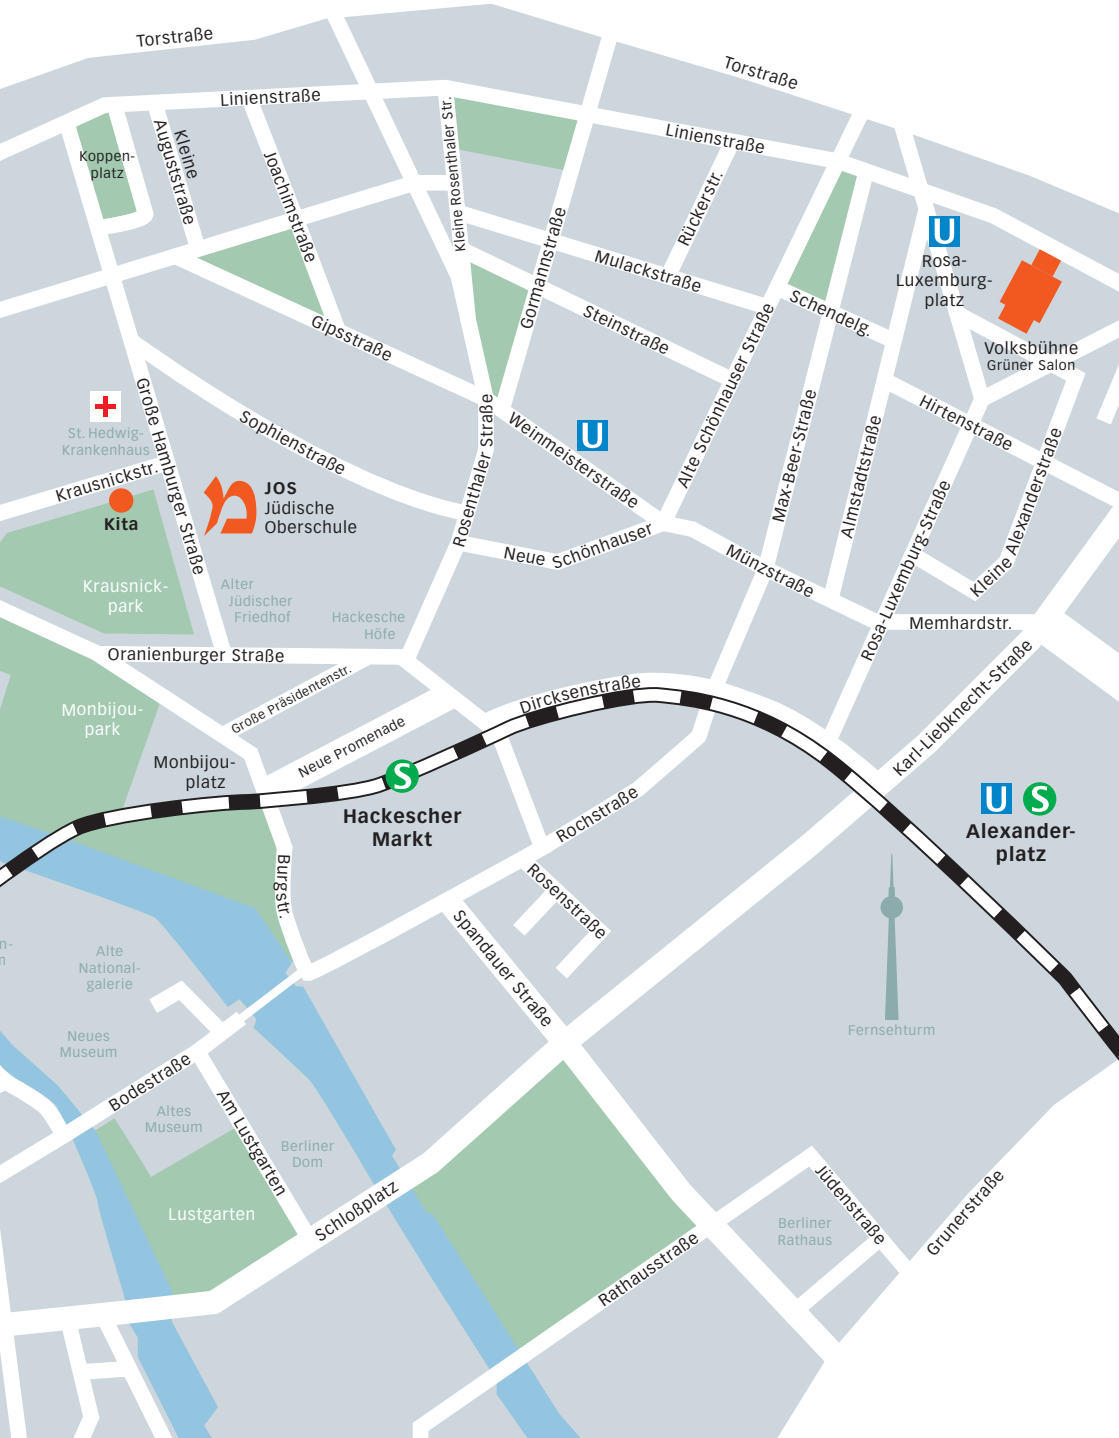 Torstraße
Torstraße
Linienstraße
Linienstraße
Koppen-
platz
Kleine
Auguststraße
Joachimstraße
Kleine Rosenthaler Str.
Gormannstraße
Rückerstr.
Mulackstraße
Steinstraße
Schendelg.
U
Rosa-
Luxemburg-
platz
Volksbühne
Grüner Salon
Gipsstraße
Sophienstraße
Große Hamburger Straße
St. Hedwig-
Krankenhaus
Krausnickstr.
Kita
JOS
Jüdische
Oberschule
Rosenthaler Straße
Weinmeisterstraße
U
Alte Schönhauser Straße
Max-Beer-Straße
Almstadtstraße
Hirtenstraße
Rosa-Luxemburg-Straße
Kleine Alexanderstraße
Neue Schönhauser
Münzstraße
Memhardstr.
Krausnick-
park
Alter
Jüdischer
Friedhof
Hackesche
Höfe
Oranienburger Straße
Große Präsidentenstr.
Neue Promenade
Dircksenstraße
Karl-Liebknecht-Straße
Monbijou-
park
Monbijou-
platz
S
Hackescher
Markt
U S
Alexander-
platz
Rochstraße
Rosenstraße
Burgstr.
Spandauer Straße
Fernsehturm
n-
m
Alte
National-
galerie
Neues
Museum
Bodestraße
Altes
Museum
Am Lustgarten
Berliner
Dom
Lustgarten
Schloßplatz
Rathausstraße
Jüdenstraße
Berliner
Rathaus
Grunerstraße